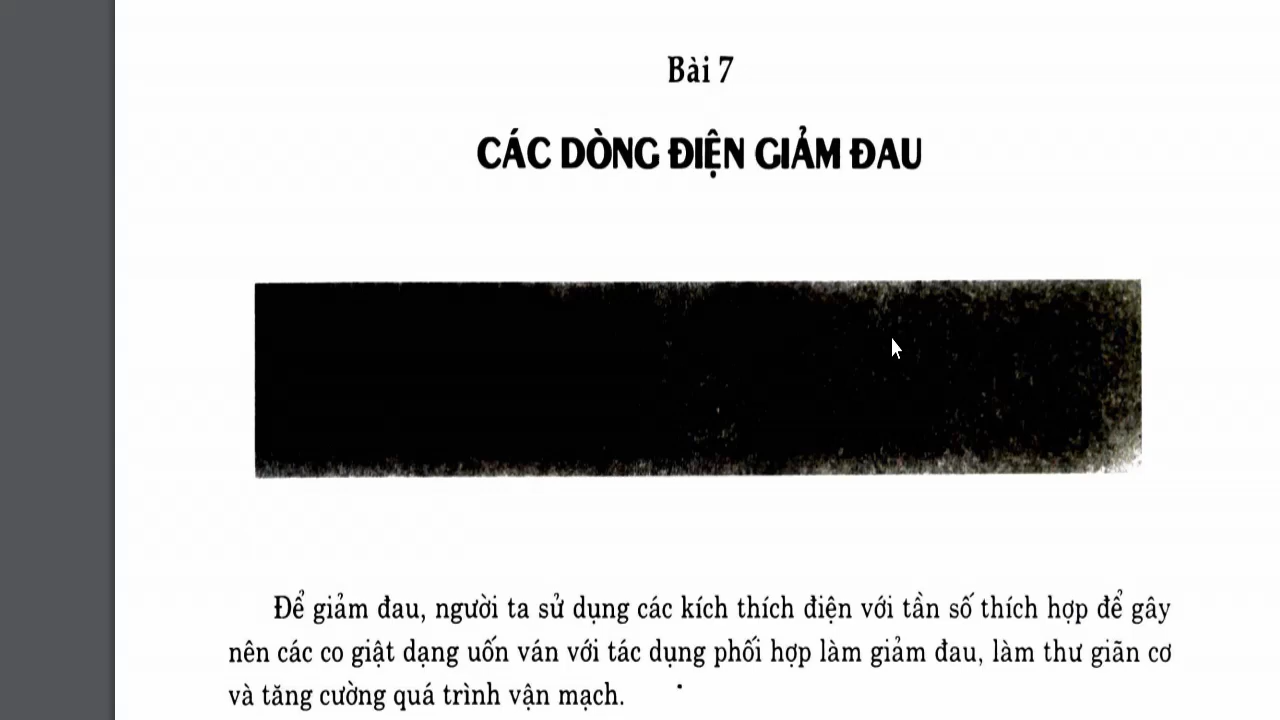 Bài 7
CÁC DÒNG ĐIỆN GIẢM ĐAU
Để giảm đau, người ta sử dụng các kích thích điện với tần số thích hợp để gây
nên các co giật dạng uốn ván với tác dụng phối hợp làm giảm đau, làm thư giãn cơ
và tăng cường quá trình vận mạch.